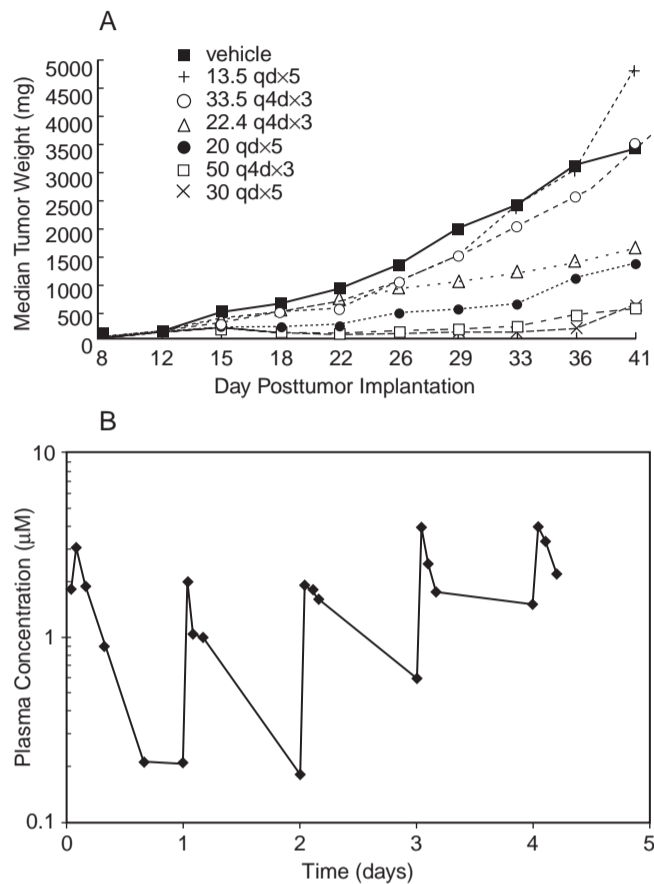 A
vehicle
13.5 qd×5
33.5 q4d×3
22.4 q4d×3
20 qd×5
50 q4d×3
30 qd×5
Median Tumor Weight (mg)
5000
4500
4000
3500
3000
2500
2000
1500
1000
500
0
8 12 15 18 22 26 29 33 36 41
Day Posttumor Implantation
B
Plasma Concentration (μM)
10
1
0.1
0 1 2 3 4 5
Time (days)